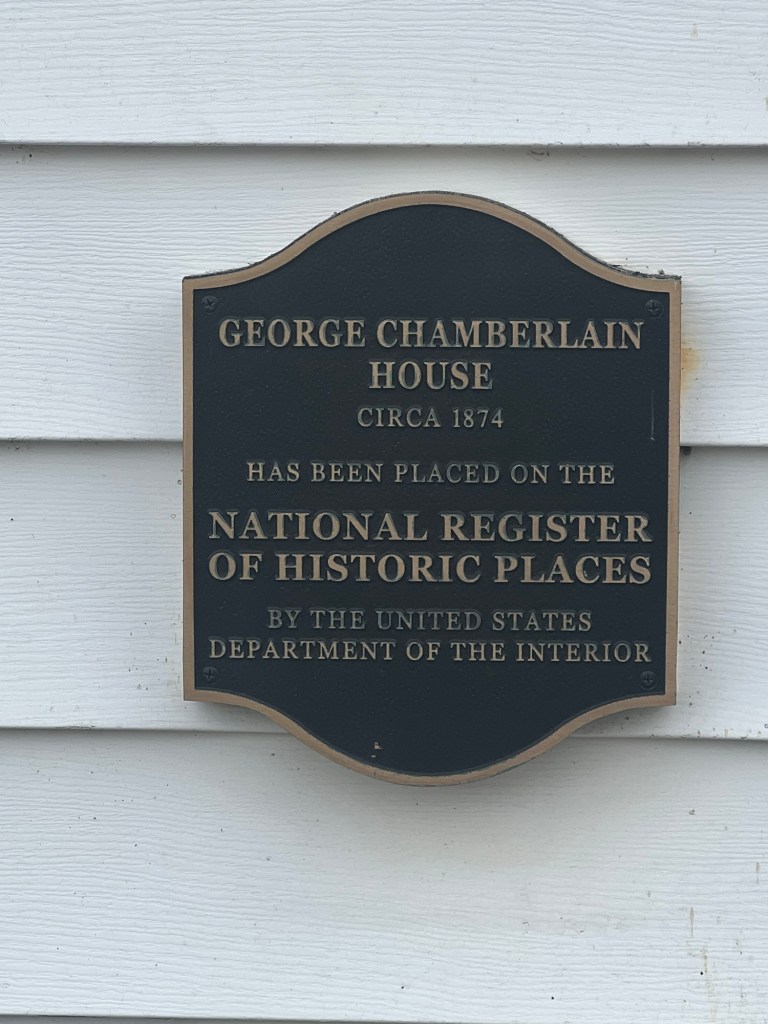 GEORGE CHAMBERLAIN
HOUSE
CIRCA 1874
HAS BEEN PLACED ON THE
NATIONAL REGISTER
OF HISTORIC PLACES
BY THE UNITED STATES
DEPARTMENT OF THE INTERIOR